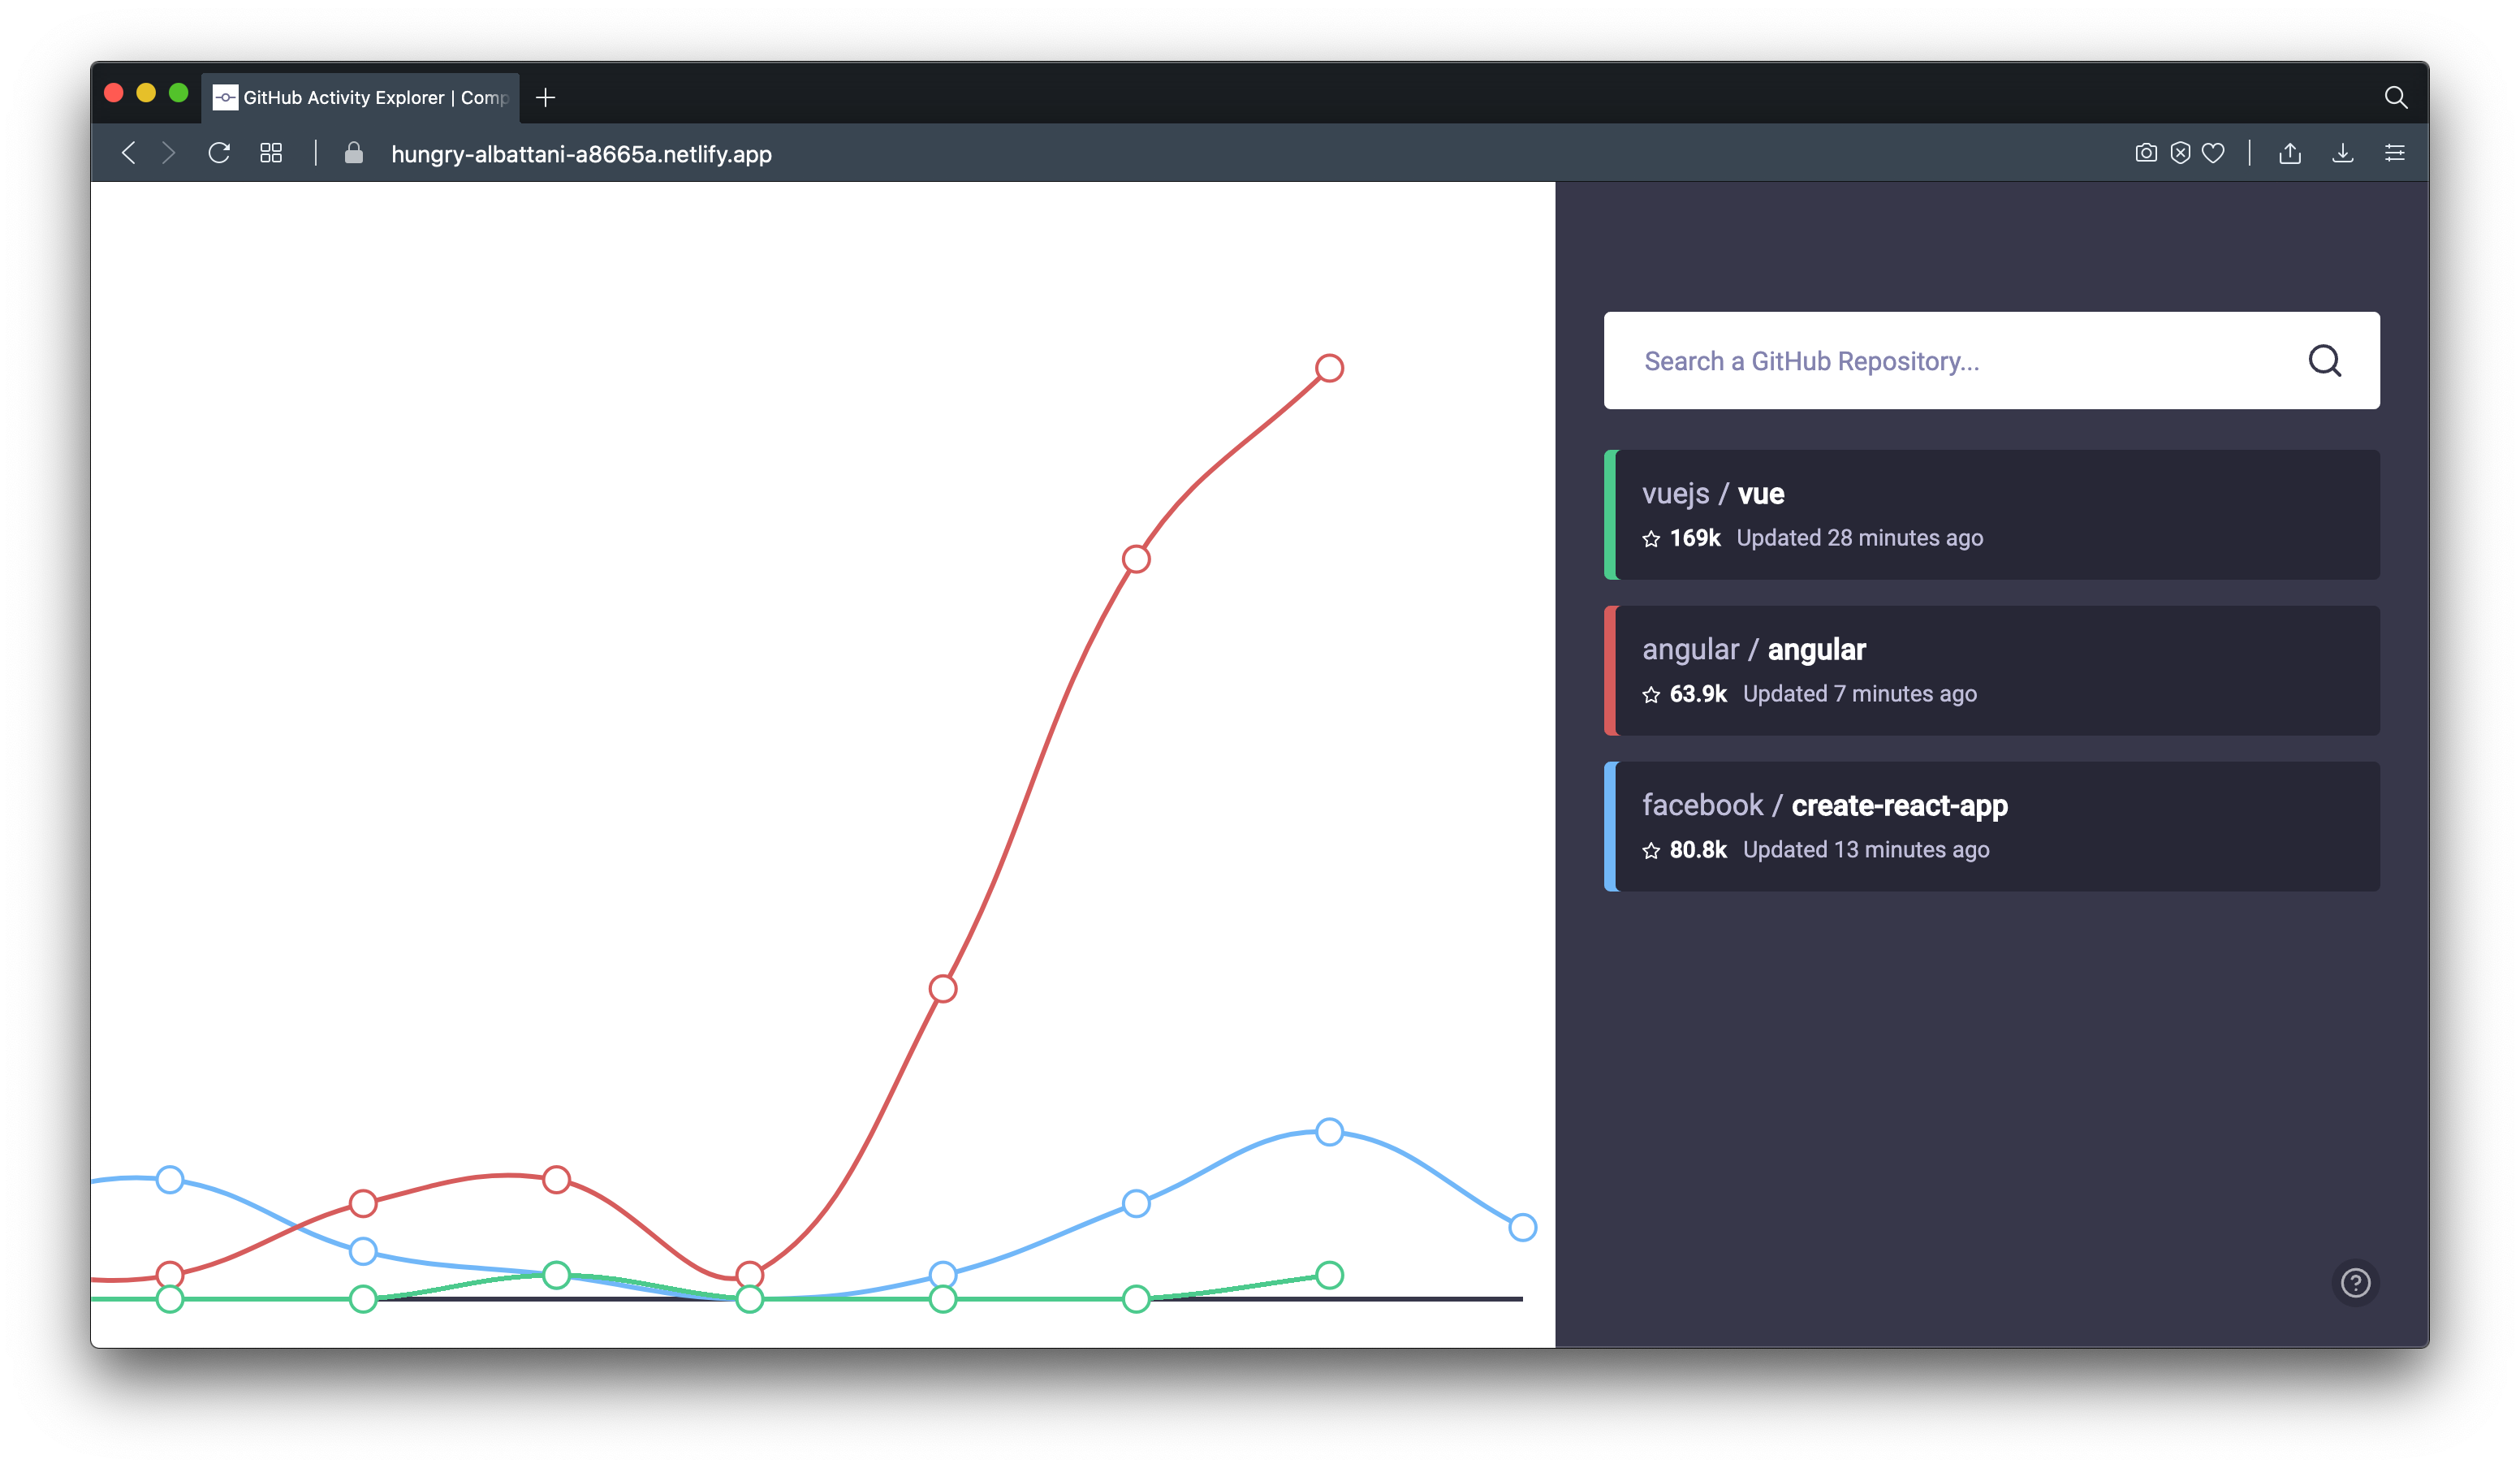 GitHub Activity Explorer | Comp
hungry-albattani-a8665a.netlify.app
Search a GitHub Repository...
vuejs / vue
169k Updated 28 minutes ago
angular / angular
63.9k Updated 7 minutes ago
facebook / create-react-app
80.8k Updated 13 minutes ago
?